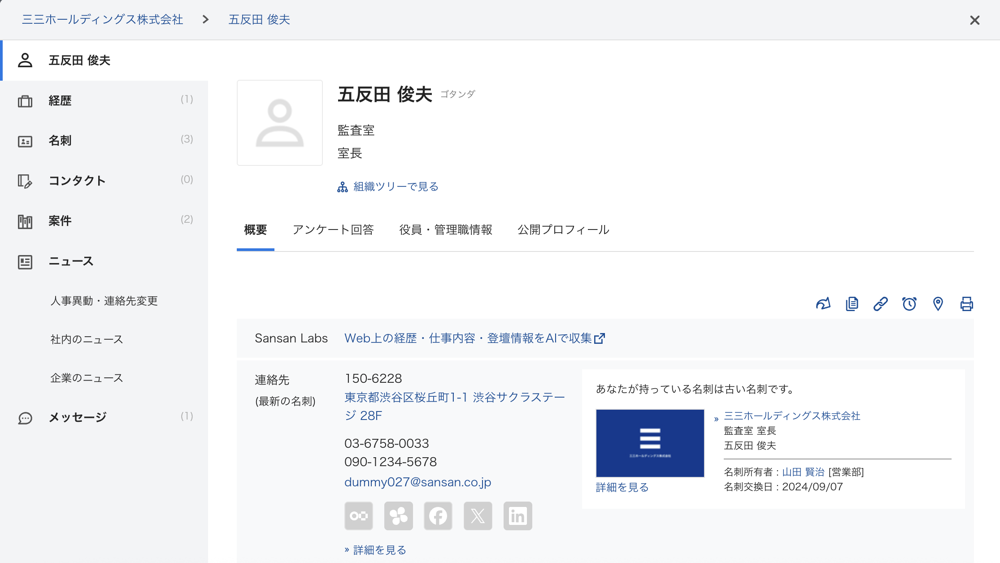 三三ホールディングス株式会社 五反田 俊夫
五反田 俊夫
経歴 (1)
名刺 (3)
コンタクト (0)
案件 (2)
ニュース
人事異動・連絡先変更
社内のニュース
企業のニュース
メッセージ (1)
五反田 俊夫 ゴタンダ
監査室
室長
組織ツリーで見る
概要 アンケート回答 役員・管理職情報 公開プロフィール
Sansan Labs Web上の経歴・仕事内容・登壇情報をAIで収集
連絡先
(最新の名刺)
150-6228
東京都渋谷区桜丘町1-1 渋谷サクラステー
ジ 28F
03-6758-0033
090-1234-5678
dummy027@sansan.co.jp
» 詳細を見る
あなたが持っている名刺は古い名刺です。
三三ホールディングス株式会社
詳細を見る
» 三三ホールディングス株式会社
監査室 室長
五反田 俊夫
名刺所有者 : 山田 賢治 [営業部]
名刺交換日 : 2024/09/07